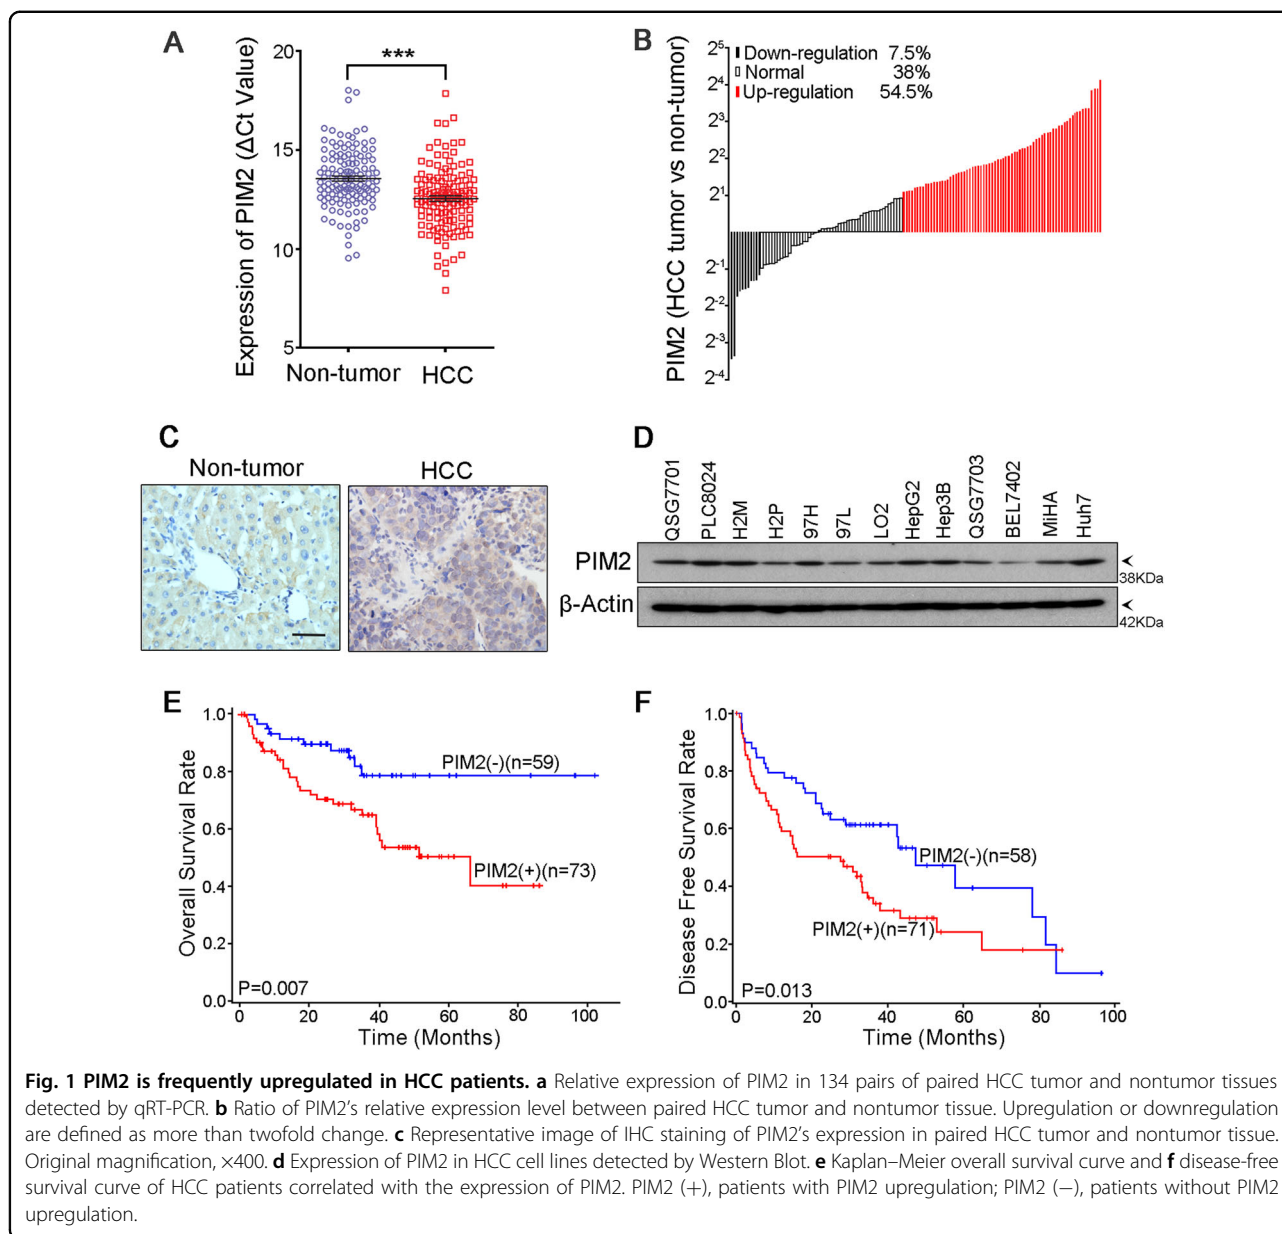 A
Expression of PIM2 (ΔCt Value)
20
15
10
5
***
Non-tumor
HCC
B
PIM2 (HCC tumor vs non-tumor)
2⁵
2⁴
2³
2²
2¹
2⁻¹
2⁻²
2⁻³
2⁻⁴
Down-regulation 7.5%
Normal 38%
Up-regulation 54.5%
C
Non-tumor
HCC
D
QSG7701
PLC8024
H2M
H2P
97H
97L
LO2
HepG2
Hep3B
QSG7703
BEL7402
MiHA
Huh7
PIM2
38KDa
β-Actin
42KDa
E
Overall Survival Rate
1.0
0.8
0.6
0.4
0.2
0.0
PIM2(-)(n=59)
PIM2(+)(n=73)
P=0.007
0 20 40 60 80 100
Time (Months)
F
Disease Free Survival Rate
1.0
0.8
0.6
0.4
0.2
0.0
PIM2(-)(n=58)
PIM2(+)(n=71)
P=0.013
0 20 40 60 80 100
Time (Months)
Fig. 1 PIM2 is frequently upregulated in HCC patients. a Relative expression of PIM2 in 134 pairs of paired HCC tumor and nontumor tissues
detected by qRT-PCR. b Ratio of PIM2's relative expression level between paired HCC tumor and nontumor tissue. Upregulation or downregulation
are defined as more than twofold change. c Representative image of IHC staining of PIM2's expression in paired HCC tumor and nontumor tissue.
Original magnification, ×400. d Expression of PIM2 in HCC cell lines detected by Western Blot. e Kaplan–Meier overall survival curve and f disease-free
survival curve of HCC patients correlated with the expression of PIM2. PIM2 (+), patients with PIM2 upregulation; PIM2 (−), patients without PIM2
upregulation.